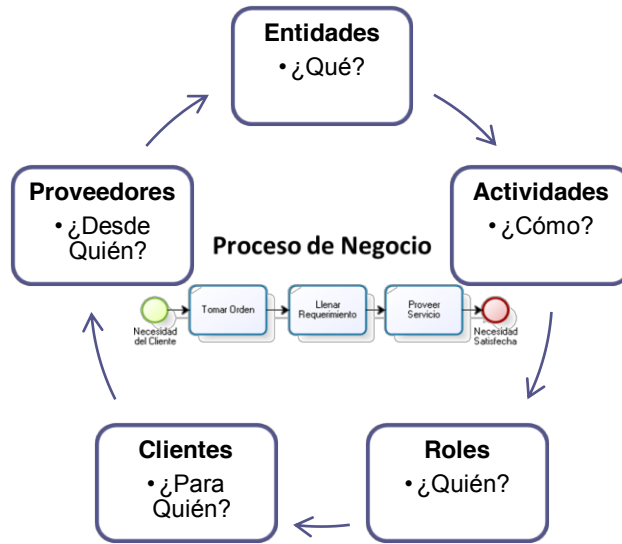 Entidades
• ¿Qué?
Proveedores
• ¿Desde
Quién?
Actividades
• ¿Cómo?
Proceso de Negocio
Necesidad
del Cliente
Tomar Orden
Llenar
Requerimiento
Proveer
Servicio
Necesidad
Satisfecha
Clientes
• ¿Para
Quién?
Roles
• ¿Quién?